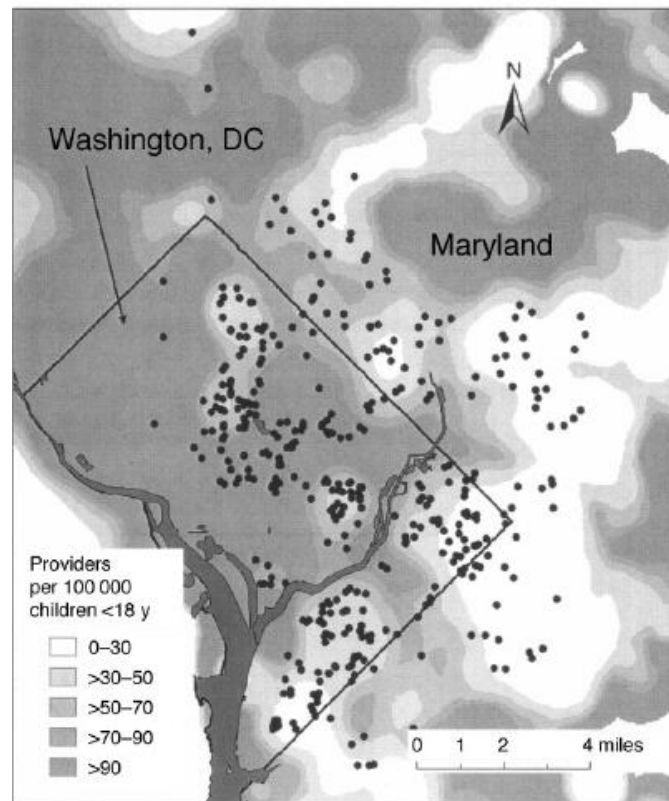 N
Washington, DC
Maryland
Providers
per 100 000
children <18 y
0–30
>30–50
>50–70
>70–90
>90
0 1 2 4 miles